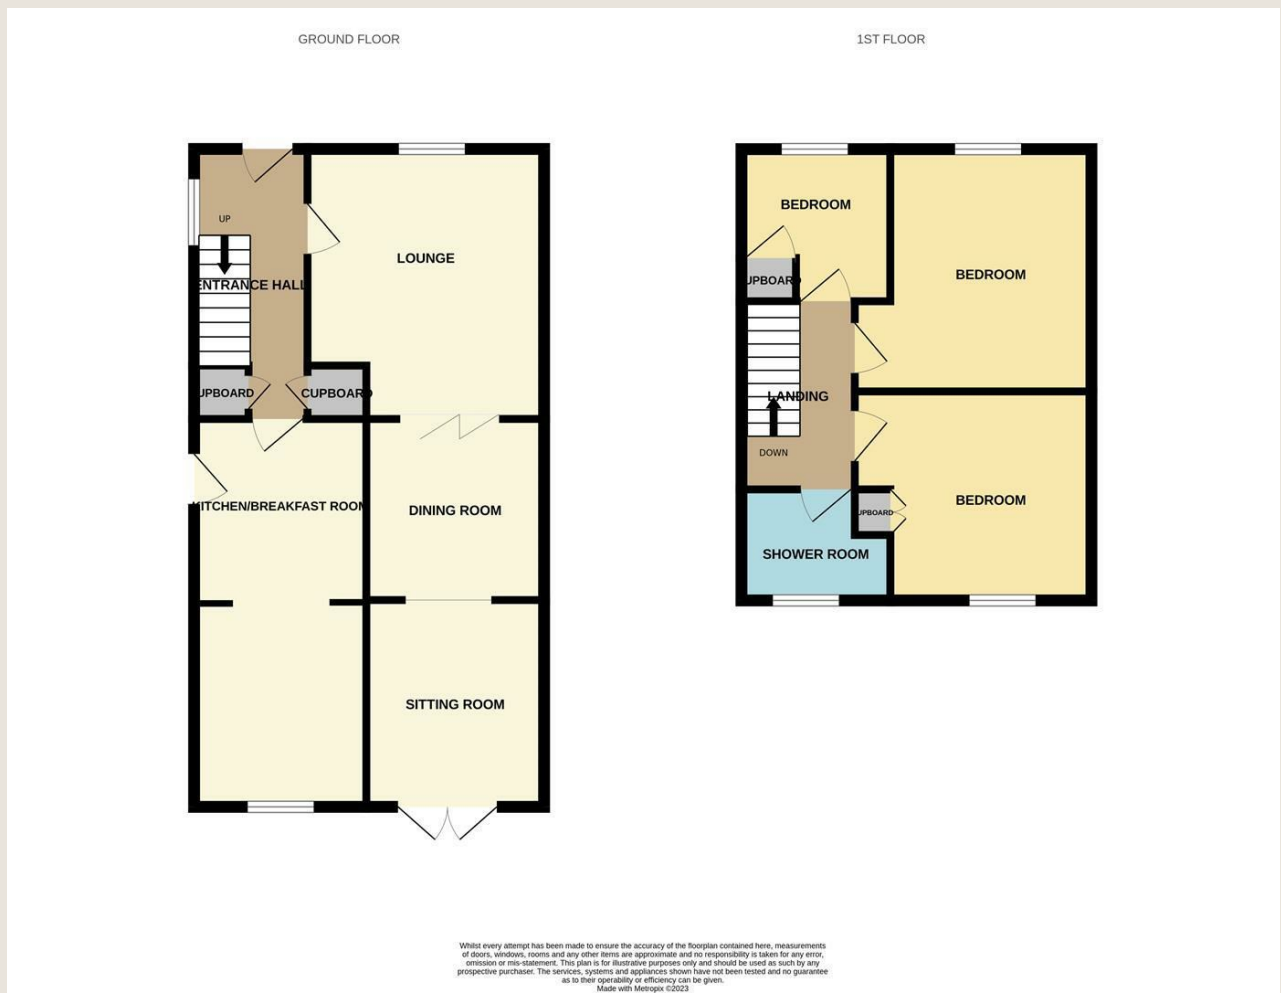 GROUND FLOOR
1ST FLOOR
UP
ENTRANCE HALL
LOUNGE
UPBOARD
CUPBOARD
KITCHEN/BREAKFAST ROOM
DINING ROOM
SITTING ROOM
BEDROOM
UPBOARD
BEDROOM
LANDING
DOWN
BEDROOM
UPBOARD
SHOWER ROOM
Whilst every attempt has been made to ensure the accuracy of the floorplan contained here, measurements
of doors, windows, rooms and any other items are approximate and no responsibility is taken for any error,
omission or mis-statement. This plan is for illustrative purposes only and should be used as such by any
prospective purchaser. The services, systems and appliances shown have not been tested and no guarantee
as to their operability or efficiency can be given.
Made with Metropix ©2023